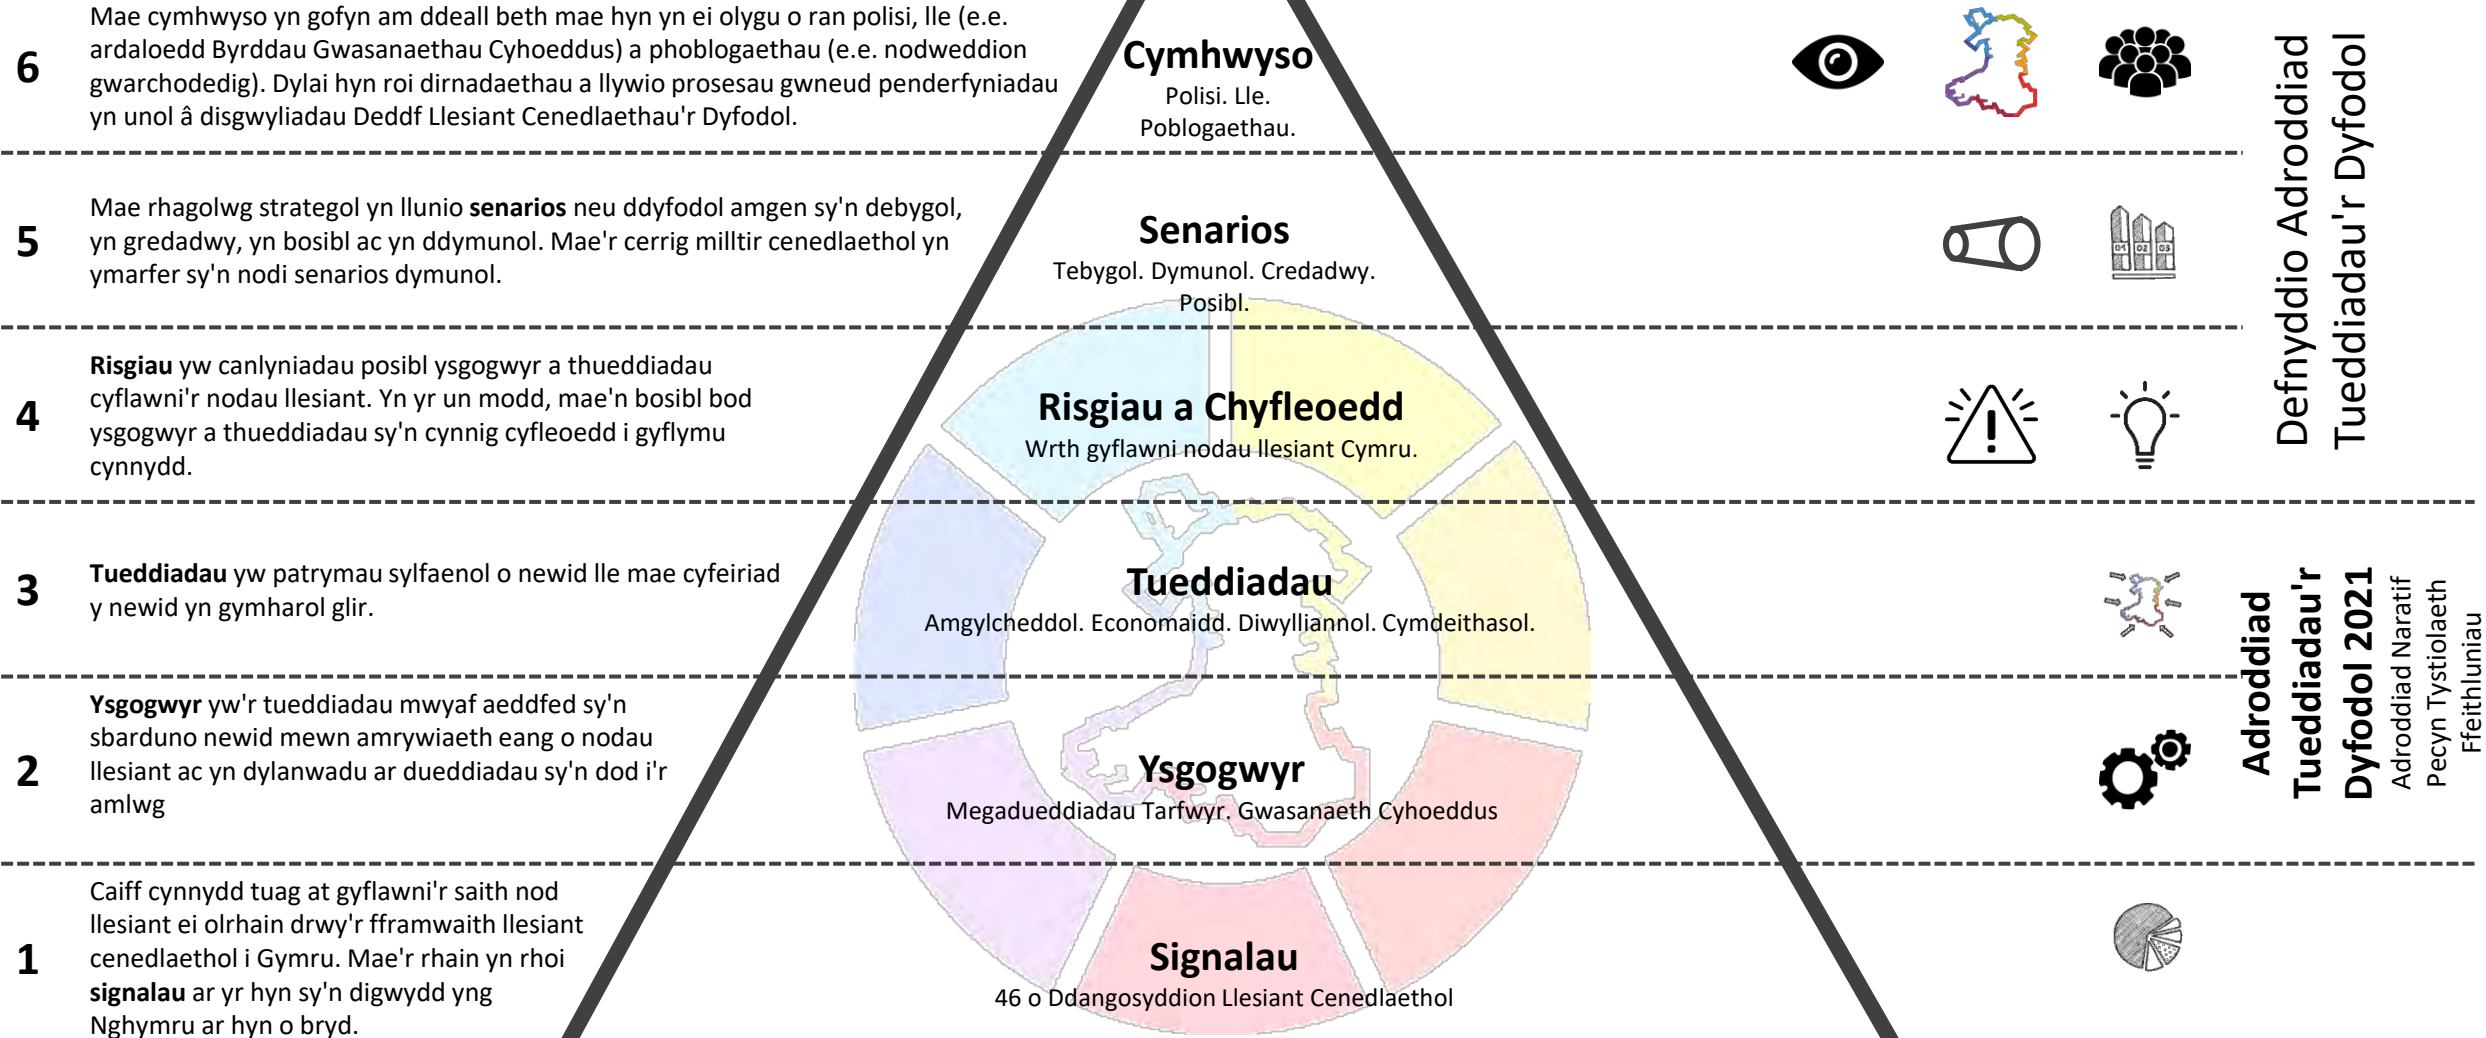 6
Mae cymhwyso yn gofyn am ddeall beth mae hyn yn ei olygu o ran polisi, lle (e.e.
ardaloedd Byrddau Gwasanaethau Cyhoeddus) a phoblogaethau (e.e. nodweddion
gwarchodedig). Dylai hyn roi dirnadaethau a llywio prosesau gwneud penderfyniadau
yn unol â disgwyliadau Deddf Llesiant Cenedlaethau'r Dyfodol.
Cymhwyso
Polisi. Lle.
Poblogaethau.
5
Mae rhagolwg strategol yn llunio senarios neu ddyfodol amgen sy'n debygol,
yn gredadwy, yn bosibl ac yn ddymunol. Mae'r cerrig milltir cenedlaethol yn
ymarfer sy'n nodi senarios dymunol.
Senarios
Tebygol. Dymunol. Credadwy.
Posibl.
01 02 03
4
Risgiau yw canlyniadau posibl ysgogwyr a thueddiadau
cyflawni'r nodau llesiant. Yn yr un modd, mae'n bosibl bod
ysgogwyr a thueddiadau sy'n cynnig cyfleoedd i gyflymu
cynnydd.
Risgiau a Chyfleoedd
Wrth gyflawni nodau llesiant Cymru.
Defnyddio Adroddiad
Tueddiadau'r Dyfodol
3
Tueddiadau yw patrymau sylfaenol o newid lle mae cyfeiriad
y newid yn gymharol glir.
Tueddiadau
Amgylcheddol. Economaidd. Diwylliannol. Cymdeithasol.
2
Ysgogwyr yw'r tueddiadau mwyaf aeddfed sy'n
sbarduno newid mewn amrywiaeth eang o nodau
llesiant ac yn dylanwadu ar dueddiadau sy'n dod i'r
amlwg
Ysgogwyr
Megadueddiadau Tarfwyr. Gwasanaeth Cyhoeddus
Adroddiad
Tueddiadau'r
Dyfodol 2021
Adroddiad Naratif
Pecyn Tystiolaeth
Ffeithluniau
1
Caiff cynnydd tuag at gyflawni'r saith nod
llesiant ei olrhain drwy'r fframwaith llesiant
cenedlaethol i Gymru. Mae'r rhain yn rhoi
signalau ar yr hyn sy'n digwydd yng
Nghymru ar hyn o bryd.
Signalau
46 o Ddangosyddion Llesiant Cenedlaethol